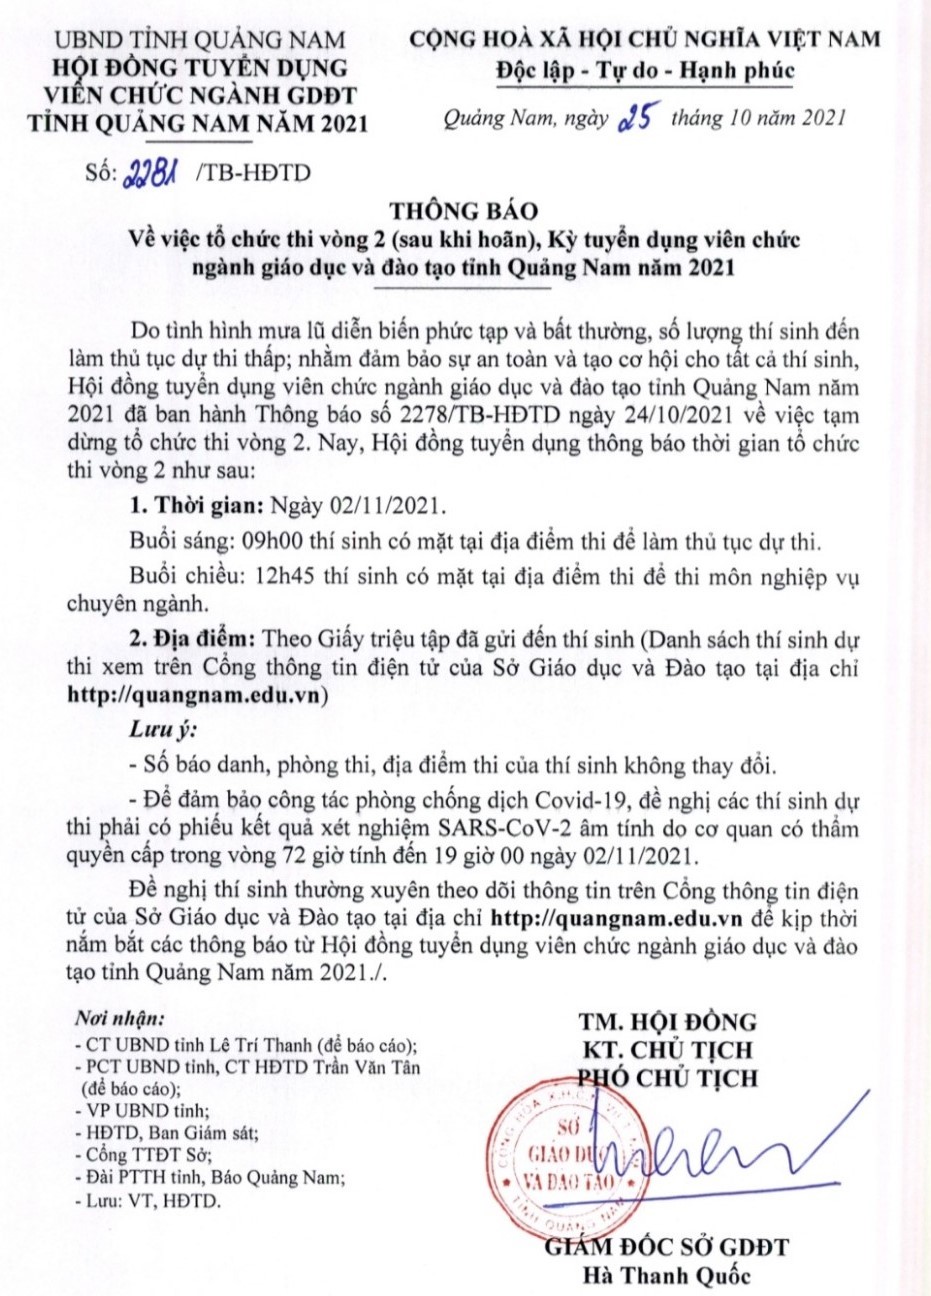 UBND TỈNH QUẢNG NAM
HỘI ĐỒNG TUYỂN DỤNG
VIÊN CHỨC NGÀNH GDĐT
TỈNH QUẢNG NAM NĂM 2021
Số: 2281 /TB-HĐTD
CỘNG HOÀ XÃ HỘI CHỦ NGHĨA VIỆT NAM
Độc lập - Tự do - Hạnh phúc
Quảng Nam, ngày 25 tháng 10 năm 2021
THÔNG BÁO
Về việc tổ chức thi vòng 2 (sau khi hoãn), Kỳ tuyển dụng viên chức
ngành giáo dục và đào tạo tỉnh Quảng Nam năm 2021
Do tình hình mưa lũ diễn biến phức tạp và bất thường, số lượng thí sinh đến
làm thủ tục dự thi thấp; nhằm đảm bảo sự an toàn và tạo cơ hội cho tất cả thí sinh,
Hội đồng tuyển dụng viên chức ngành giáo dục và đào tạo tỉnh Quảng Nam năm
2021 đã ban hành Thông báo số 2278/TB-HĐTD ngày 24/10/2021 về việc tạm
dừng tổ chức thi vòng 2. Nay, Hội đồng tuyển dụng thông báo thời gian tổ chức
thi vòng 2 như sau:
1. Thời gian: Ngày 02/11/2021.
Buổi sáng: 09h00 thí sinh có mặt tại địa điểm thi để làm thủ tục dự thi.
Buổi chiều: 12h45 thí sinh có mặt tại địa điểm thi để thi môn nghiệp vụ
chuyên ngành.
2. Địa điểm: Theo Giấy triệu tập đã gửi đến thí sinh (Danh sách thí sinh dự
thi xem trên Cổng thông tin điện tử của Sở Giáo dục và Đào tạo tại địa chỉ
http://quangnam.edu.vn)
Lưu ý:
- Số báo danh, phòng thi, địa điểm thi của thí sinh không thay đổi.
- Để đảm bảo công tác phòng chống dịch Covid-19, đề nghị các thí sinh dự
thi phải có phiếu kết quả xét nghiệm SARS-CoV-2 âm tính do cơ quan có thẩm
quyền cấp trong vòng 72 giờ tính đến 19 giờ 00 ngày 02/11/2021.
Đề nghị thí sinh thường xuyên theo dõi thông tin trên Cổng thông tin điện
tử của Sở Giáo dục và Đào tạo tại địa chỉ http://quangnam.edu.vn để kịp thời
nắm bắt các thông báo từ Hội đồng tuyển dụng viên chức ngành giáo dục và đào
tạo tỉnh Quảng Nam năm 2021./.
Nơi nhận:
- CT UBND tỉnh Lê Trí Thanh (để báo cáo);
- PCT UBND tỉnh, CT HĐTD Trần Văn Tân
(để báo cáo);
- VP UBND tỉnh;
- HĐTD, Ban Giám sát;
- Cổng TTĐT Sở;
- Đài PTTH tỉnh, Báo Quảng Nam;
- Lưu: VT, HĐTD.
TM. HỘI ĐỒNG
KT. CHỦ TỊCH
PHÓ CHỦ TỊCH
CỘNG HÒA X.H.C.N VIỆT NAM
SỞ
GIÁO DỤC
VÀ ĐÀO TẠO
TỈNH QUẢNG NAM
GIÁM ĐỐC SỞ GDĐT
Hà Thanh Quốc